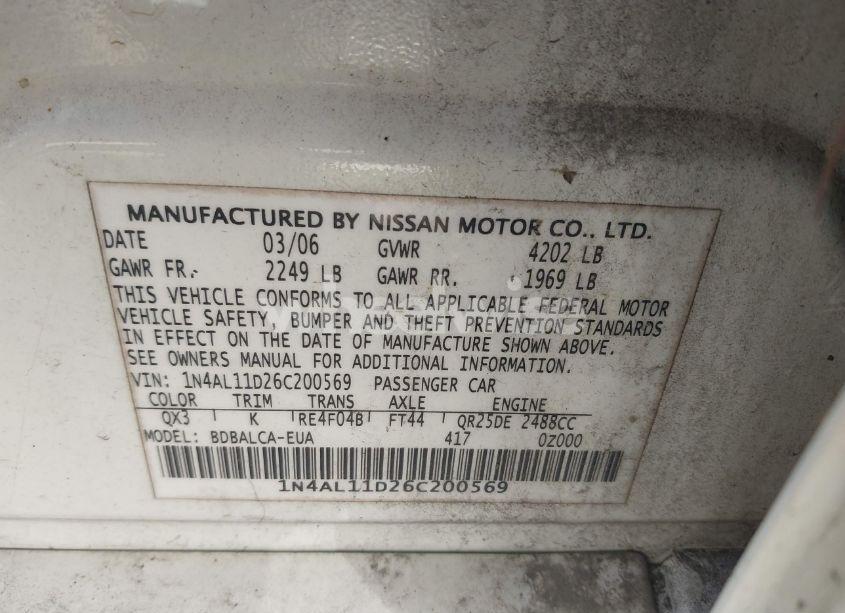 MANUFACTURED BY NISSAN MOTOR CO., LTD.
DATE 03/06 GVWR 4202 LB
GAWR FR. 2249 LB GAWR RR. 1969 LB
THIS VEHICLE CONFORMS TO ALL APPLICABLE FEDERAL MOTOR
VEHICLE SAFETY, BUMPER AND THEFT PREVENTION STANDARDS
IN EFFECT ON THE DATE OF MANUFACTURE SHOWN ABOVE.
SEE OWNERS MANUAL FOR ADDITIONAL INFORMATION.
VIN: 1N4AL11D26C200569 PASSENGER CAR
COLOR TRIM TRANS AXLE ENGINE
QX3 K RE4F04B FT44 QR25DE 2488CC
MODEL: BDBALCA-EUA 417 0Z000
1N4AL11D26C200569